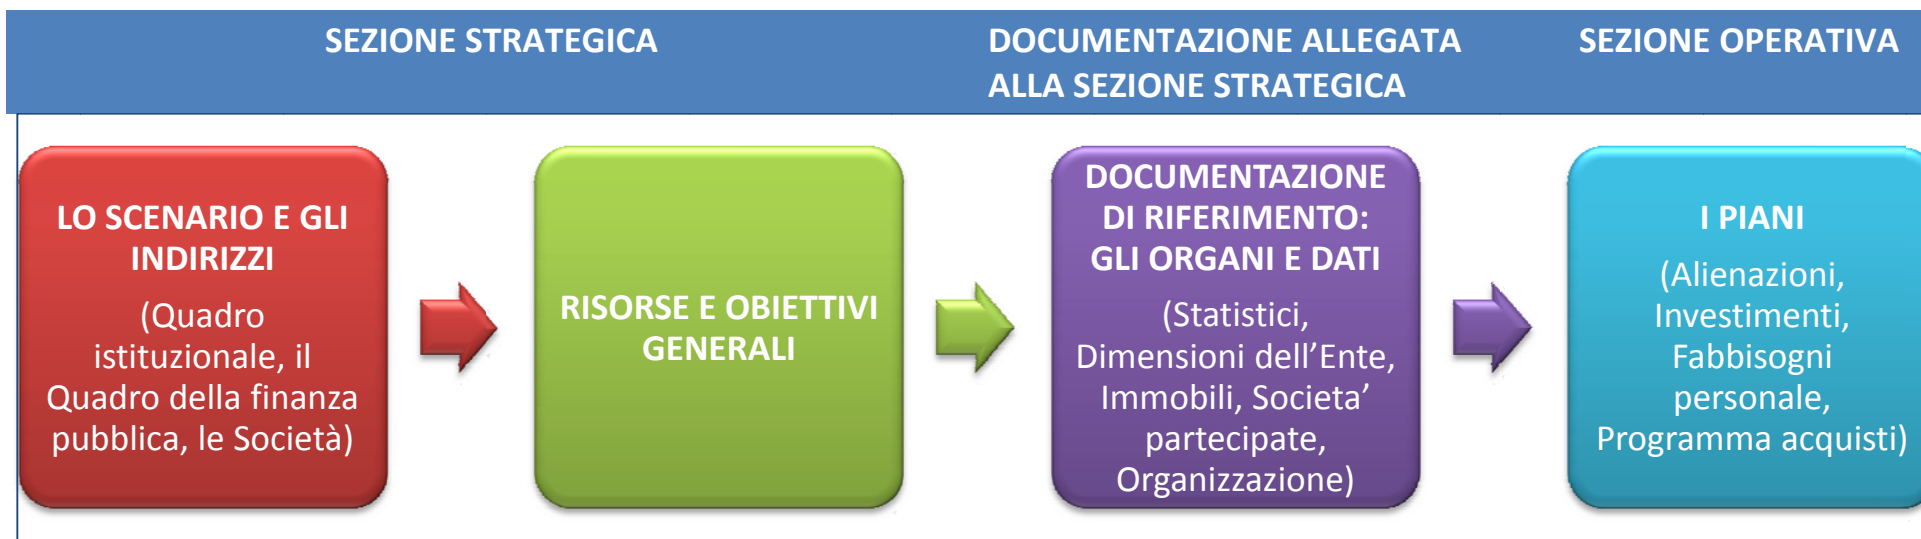 SEZIONE STRATEGICA
DOCUMENTAZIONE ALLEGATA
ALLA SEZIONE STRATEGICA
SEZIONE OPERATIVA
LO SCENARIO E GLI
INDIRIZZI
(Quadro
istituzionale, il
Quadro della finanza
pubblica, le Società)
RISORSE E OBIETTIVI
GENERALI
DOCUMENTAZIONE
DI RIFERIMENTO:
GLI ORGANI E DATI
(Statistici,
Dimensioni dell’Ente,
Immobili, Societa’
partecipate,
Organizzazione)
I PIANI
(Alienazioni,
Investimenti,
Fabbisogni
personale,
Programma acquisti)